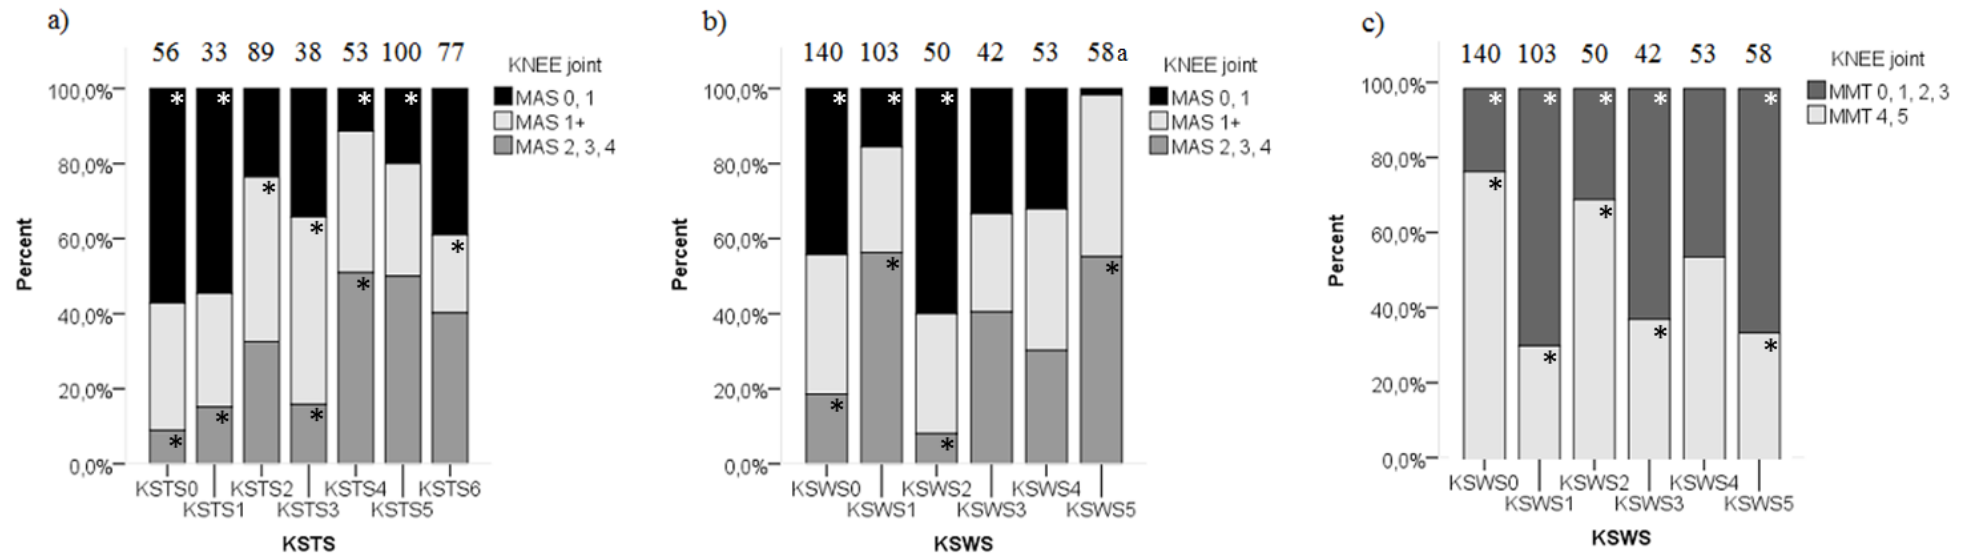 a)
56 33 89 38 53 100 77
KNEE joint
MAS 0, 1
MAS 1+
MAS 2, 3, 4
100,0%
80,0%
60,0%
40,0%
20,0%
0,0%
Percent
* * * *
*
*
*
*
*
*
*
KSTS0 KSTS2 KSTS4 KSTS6
KSTS1 KSTS3 KSTS5
KSTS
b)
140 103 50 42 53 58a
KNEE joint
MAS 0, 1
MAS 1+
MAS 2, 3, 4
100,0%
80,0%
60,0%
40,0%
20,0%
0,0%
Percent
* * *
* *
*
*
KSWS0 KSWS2 KSWS4
KSWS1 KSWS3 KSWS5
KSWS
c)
140 103 50 42 53 58
KNEE joint
MMT 0, 1, 2, 3
MMT 4, 5
100,0%
80,0%
60,0%
40,0%
20,0%
0,0%
Percent
* * * * *
*
*
*
*
*
KSWS0 KSWS2 KSWS4
KSWS1 KSWS3 KSWS5
KSWS